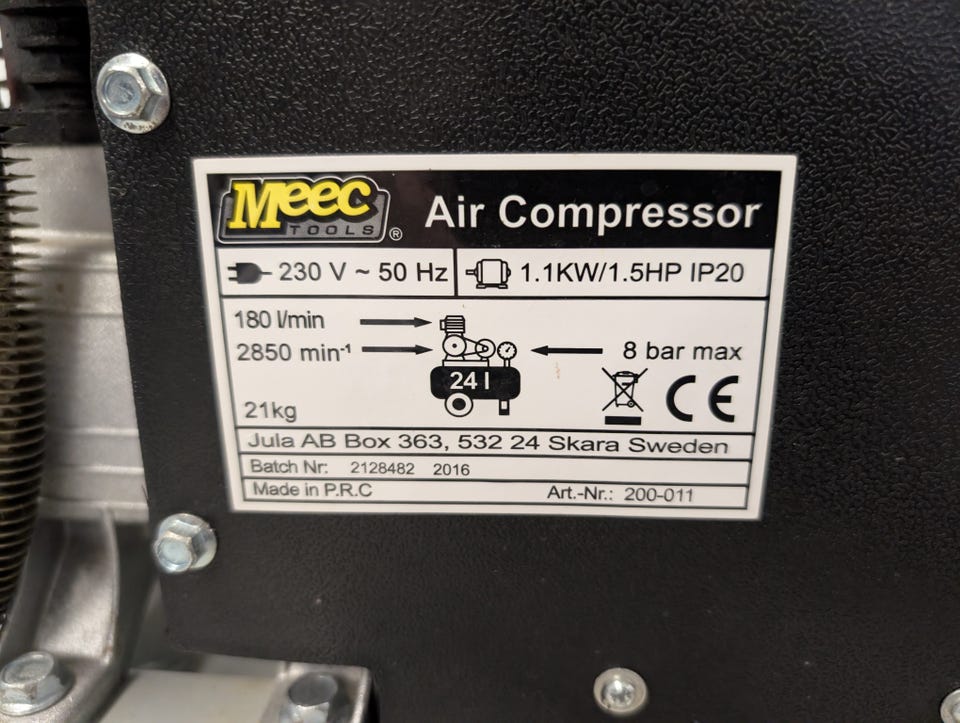 Meec TOOLS ® Air Compressor
230 V ~ 50 Hz 1.1KW/1.5HP IP20
180 l/min
2850 min⁻¹ 8 bar max
24 l
21kg CE
Jula AB Box 363, 532 24 Skara Sweden
Batch Nr: 2128482 2016
Made in P.R.C Art.-Nr.: 200-011